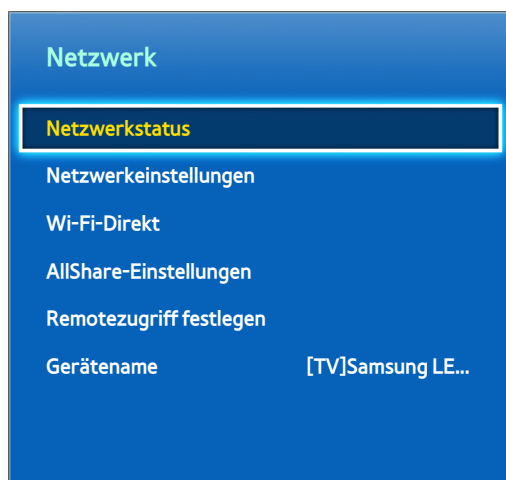 Netzwerk
Netzwerkstatus
Netzwerkeinstellungen
Wi-Fi-Direkt
AllShare-Einstellungen
Remotezugriff festlegen
Gerätename [TV]Samsung LE...